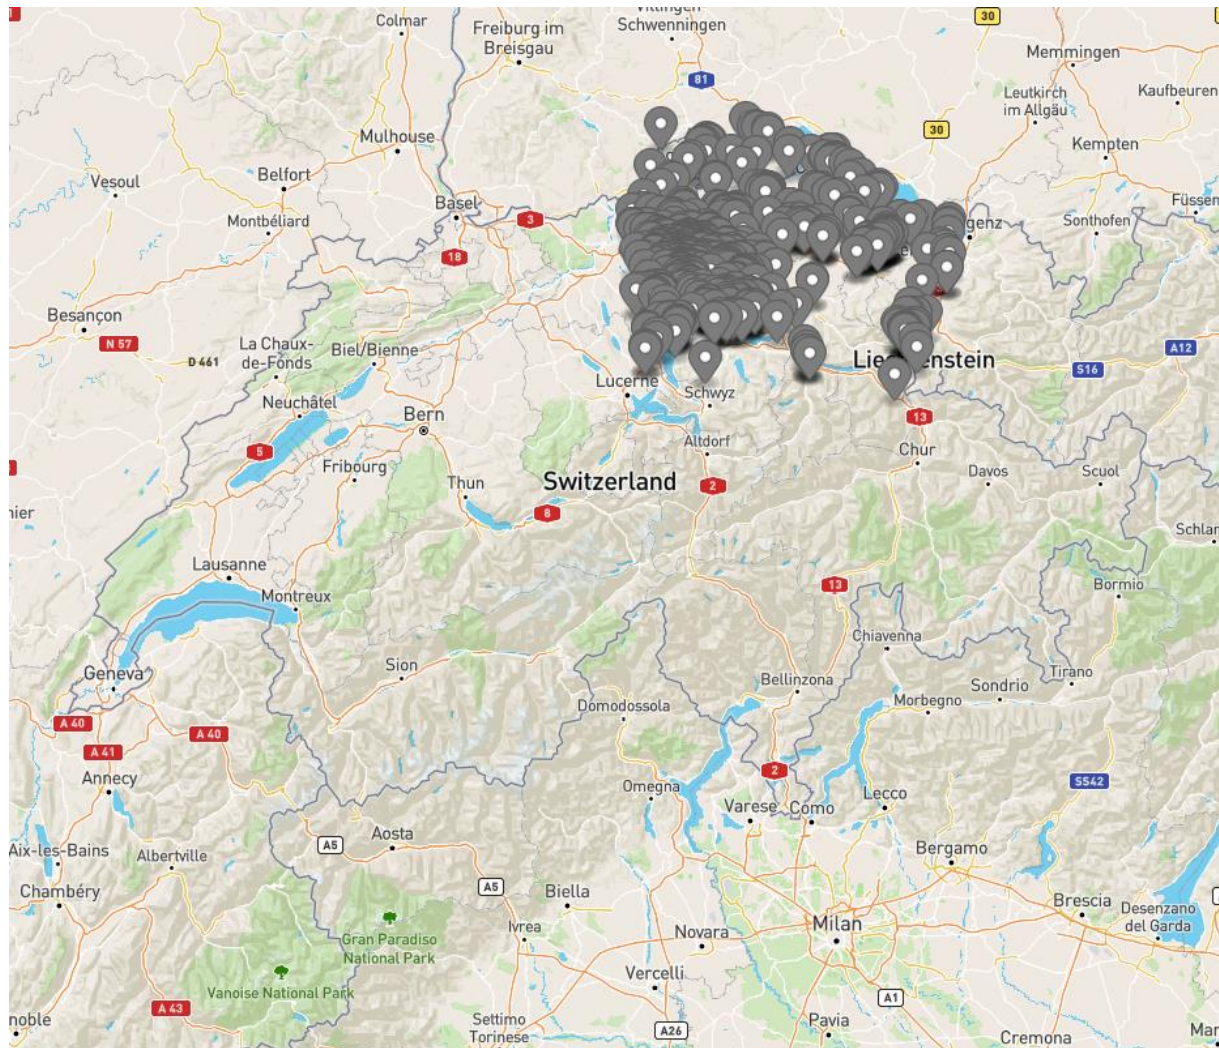 Colmar
Freiburg im
Breisgau
Schwenningen
30
Memmingen
81
Leutkirch
im Allgäu
Kaufbeuren
30
Mulhouse
Kempten
Vesoul
Belfort
Basel
Füssen
Montbéliard
3
Sonthofen
18
Besançon
N 57
La Chaux-
de-Fonds
D 461
Biel/Bienne
A12
S16
Lucerne
Schwyz
Neuchâtel
Bern
13
5
Altdorf
Chur
Fribourg
Thun
Switzerland
2
Davos
Scuol
8
Lausanne
Montreux
13
Bormio
Chiavenna
Geneva
Sion
Bellinzona
Tirano
Sondrio
Morbegno
Domodossola
A 40
A 40
A 41
Annecy
2
SS42
Omegna
Varese
Como
Lecco
Aosta
A5
Aix-les-Bains
Albertville
Bergamo
Chambéry
A5
Biella
Brescia
Desenzano
del Garda
Ivrea
Novara
Milan
Gran Paradiso
National Park
Vercelli
Vanoise National Park
A 43
A1
Settimo
Torinese
A26
Pavia
Cremona